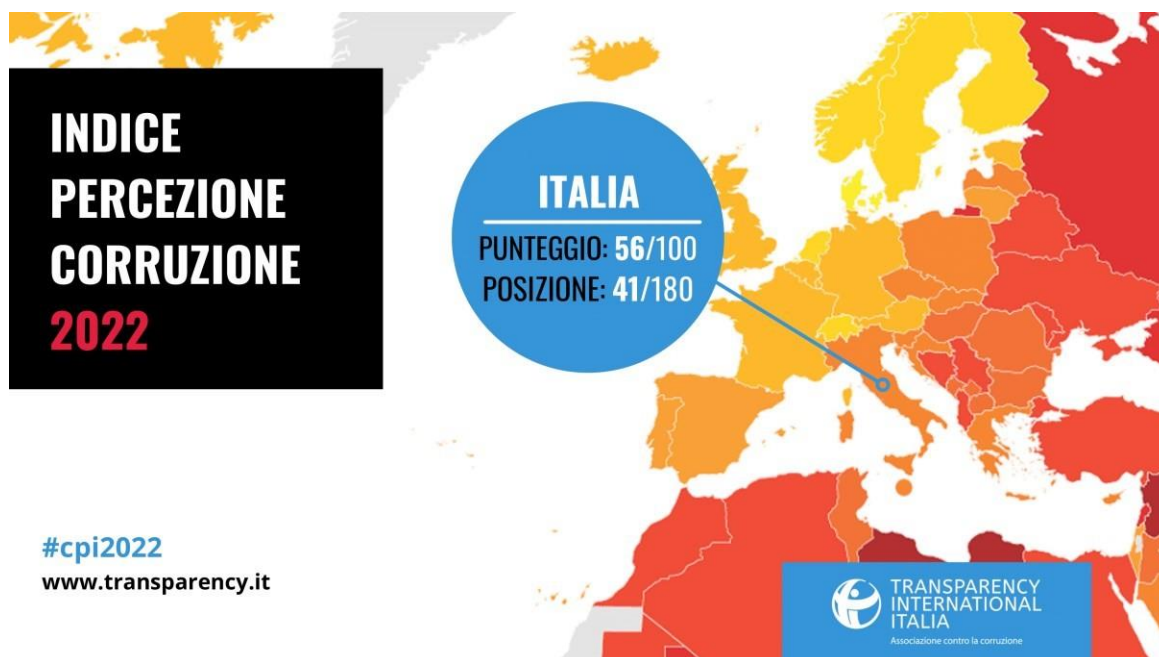 INDICE
PERCEZIONE
CORRUZIONE
2022
ITALIA
PUNTEGGIO: 56/100
POSIZIONE: 41/180
#cpi2022
www.transparency.it
TRANSPARENCY
INTERNATIONAL
ITALIA
Associazione contro la corruzione